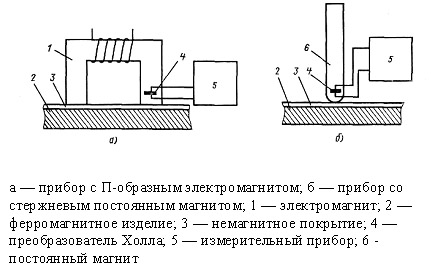 1
2
3
4
5
а)
6
2
3
4
5
б)
а — прибор с П-образным электромагнитом; б — прибор со
стержневым постоянным магнитом; 1 — электромагнит; 2 —
ферромагнитное изделие; 3 — немагнитное покрытие; 4 —
преобразователь Холла; 5 — измерительный прибор; 6 -
постоянный магнит